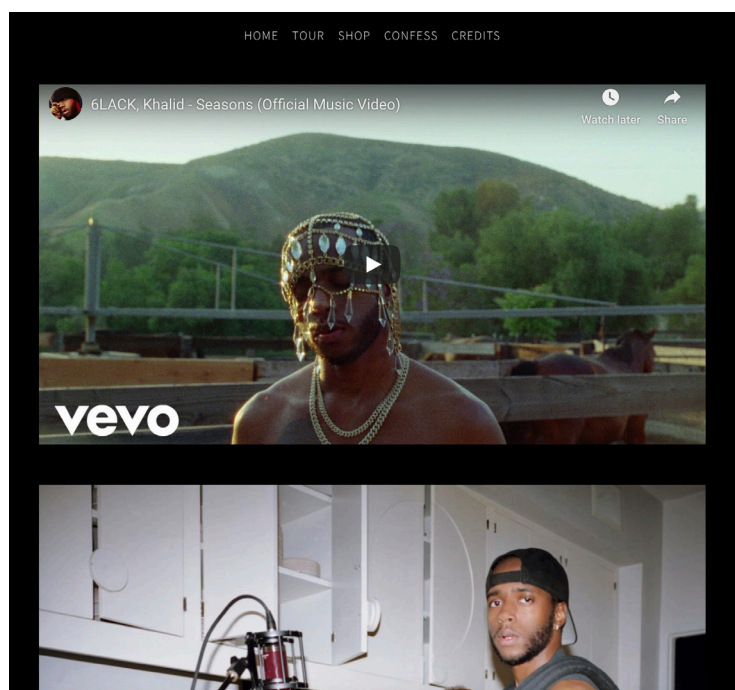 HOME TOUR SHOP CONFESS CREDITS
6LACK, Khalid - Seasons (Official Music Video)
Watch later Share
vevo